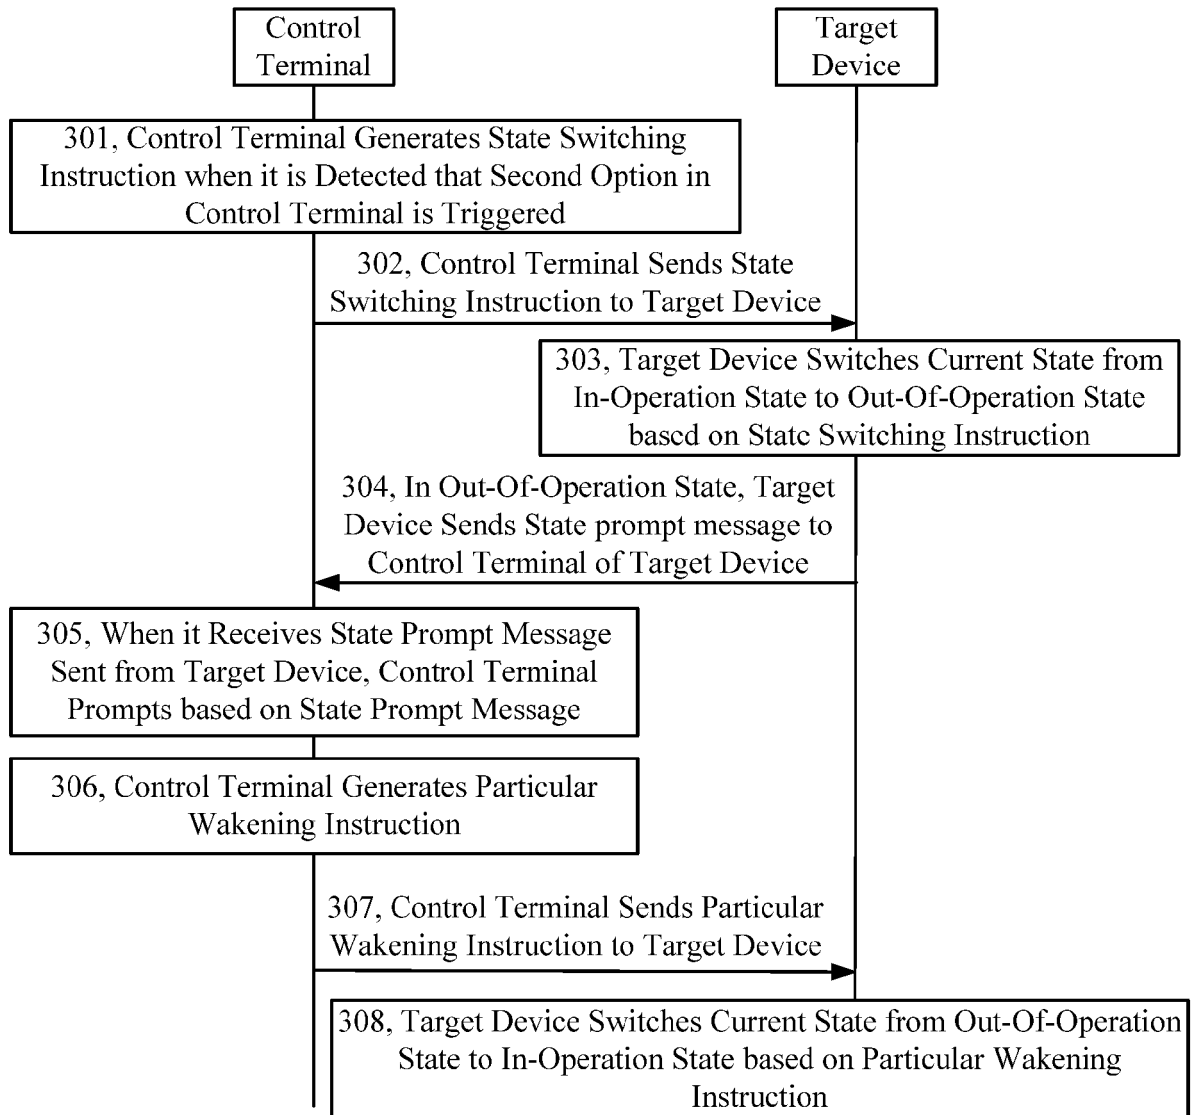 Control
Terminal
Target
Device
301, Control Terminal Generates State Switching
Instruction when it is Detected that Second Option in
Control Terminal is Triggered
302, Control Terminal Sends State
Switching Instruction to Target Device
303, Target Device Switches Current State from
In-Operation State to Out-Of-Operation State
based on State Switching Instruction
304, In Out-Of-Operation State, Target
Device Sends State prompt message to
Control Terminal of Target Device
305, When it Receives State Prompt Message
Sent from Target Device, Control Terminal
Prompts based on State Prompt Message
306, Control Terminal Generates Particular
Wakening Instruction
307, Control Terminal Sends Particular
Wakening Instruction to Target Device
308, Target Device Switches Current State from Out-Of-Operation
State to In-Operation State based on Particular Wakening
Instruction